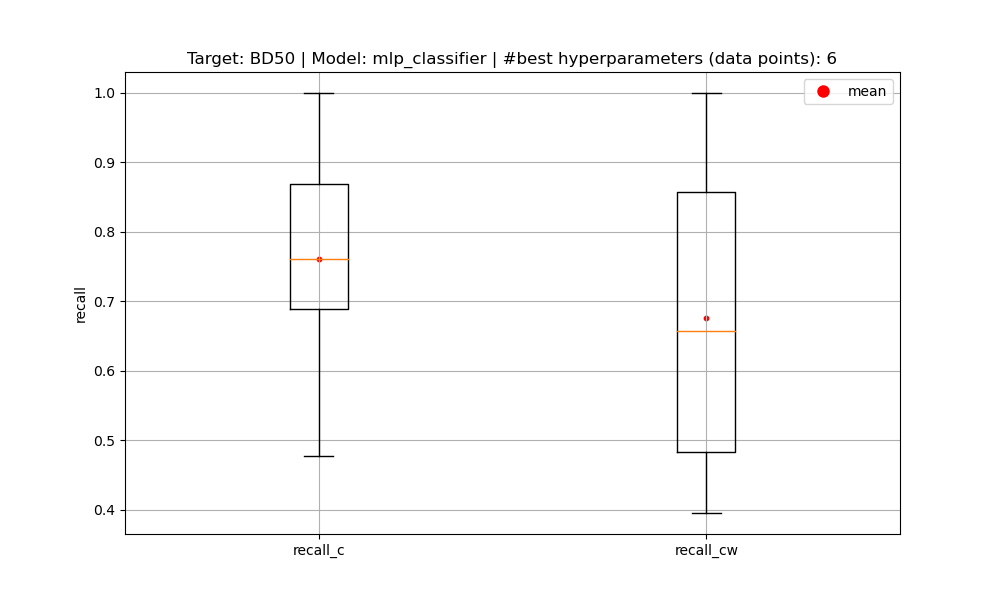 Target: BD50 | Model: mlp_classifier | #best hyperparameters (data points): 6
mean
1.0
0.9
0.8
0.7
0.6
0.5
0.4
recall
recall_c
recall_cw